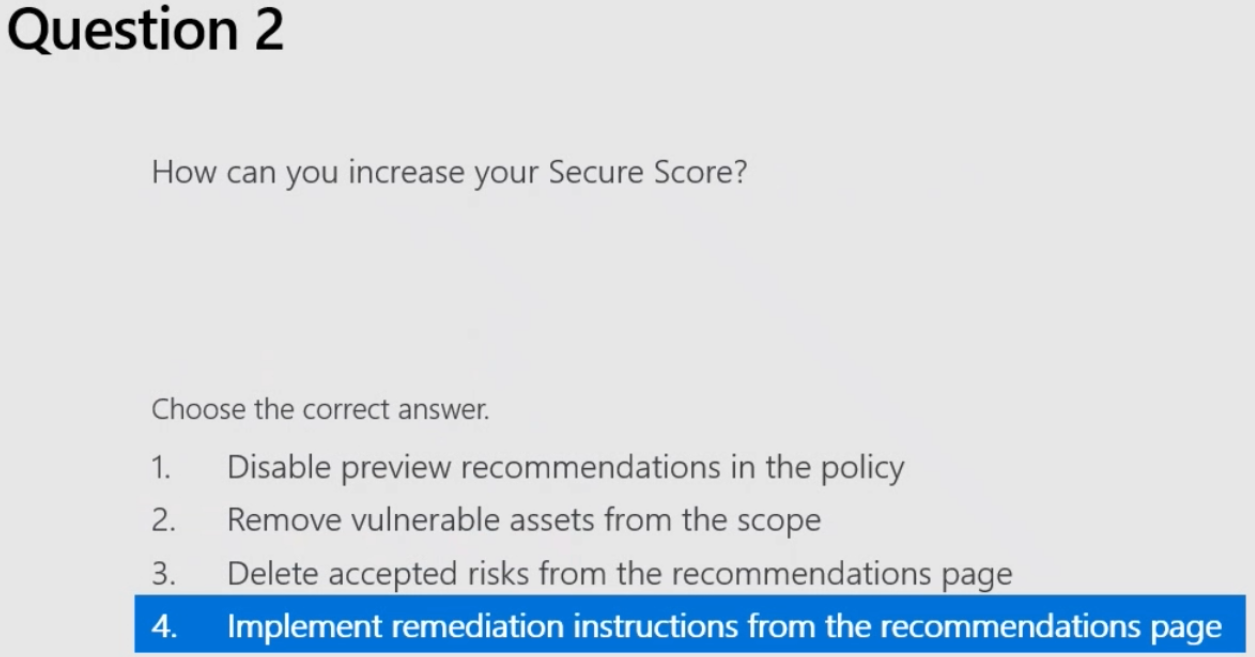 Question 2
How can you increase your Secure Score?
Choose the correct answer.
1. Disable preview recommendations in the policy
2. Remove vulnerable assets from the scope
3. Delete accepted risks from the recommendations page
4. Implement remediation instructions from the recommendations page